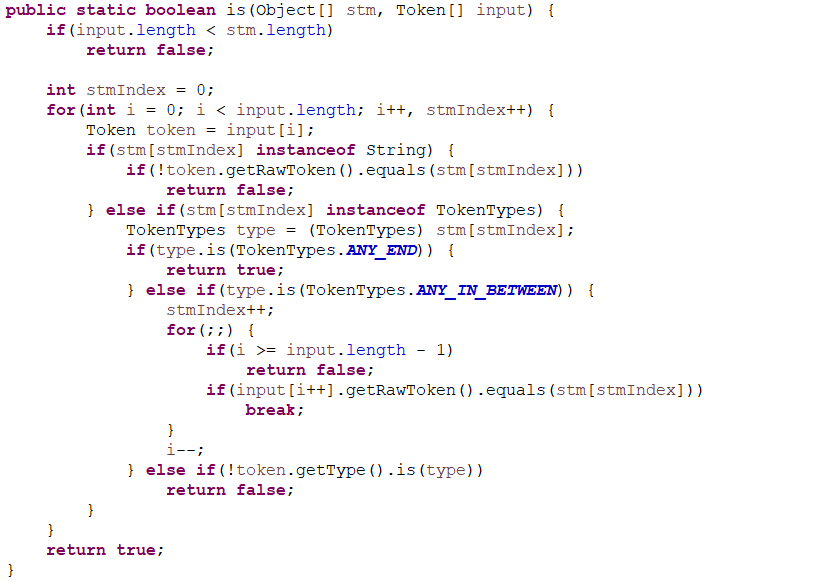 public static boolean is(Object[] stm, Token[] input) {
    if(input.length < stm.length)
        return false;

    int stmIndex = 0;
    for(int i = 0; i < input.length; i++, stmIndex++) {
        Token token = input[i];
        if(stm[stmIndex] instanceof String) {
            if(!token.getRawToken().equals(stm[stmIndex]))
                return false;
        } else if(stm[stmIndex] instanceof TokenTypes) {
            TokenTypes type = (TokenTypes) stm[stmIndex];
            if(type.is(TokenTypes.ANY_END)) {
                return true;
            } else if(type.is(TokenTypes.ANY_IN_BETWEEN)) {
                stmIndex++;
                for(;;) {
                    if(i >= input.length - 1)
                        return false;
                    if(input[i++].getRawToken().equals(stm[stmIndex]))
                        break;
                }
                i--;
            } else if(!token.getType().is(type))
                return false;
        }
    }
    return true;
}